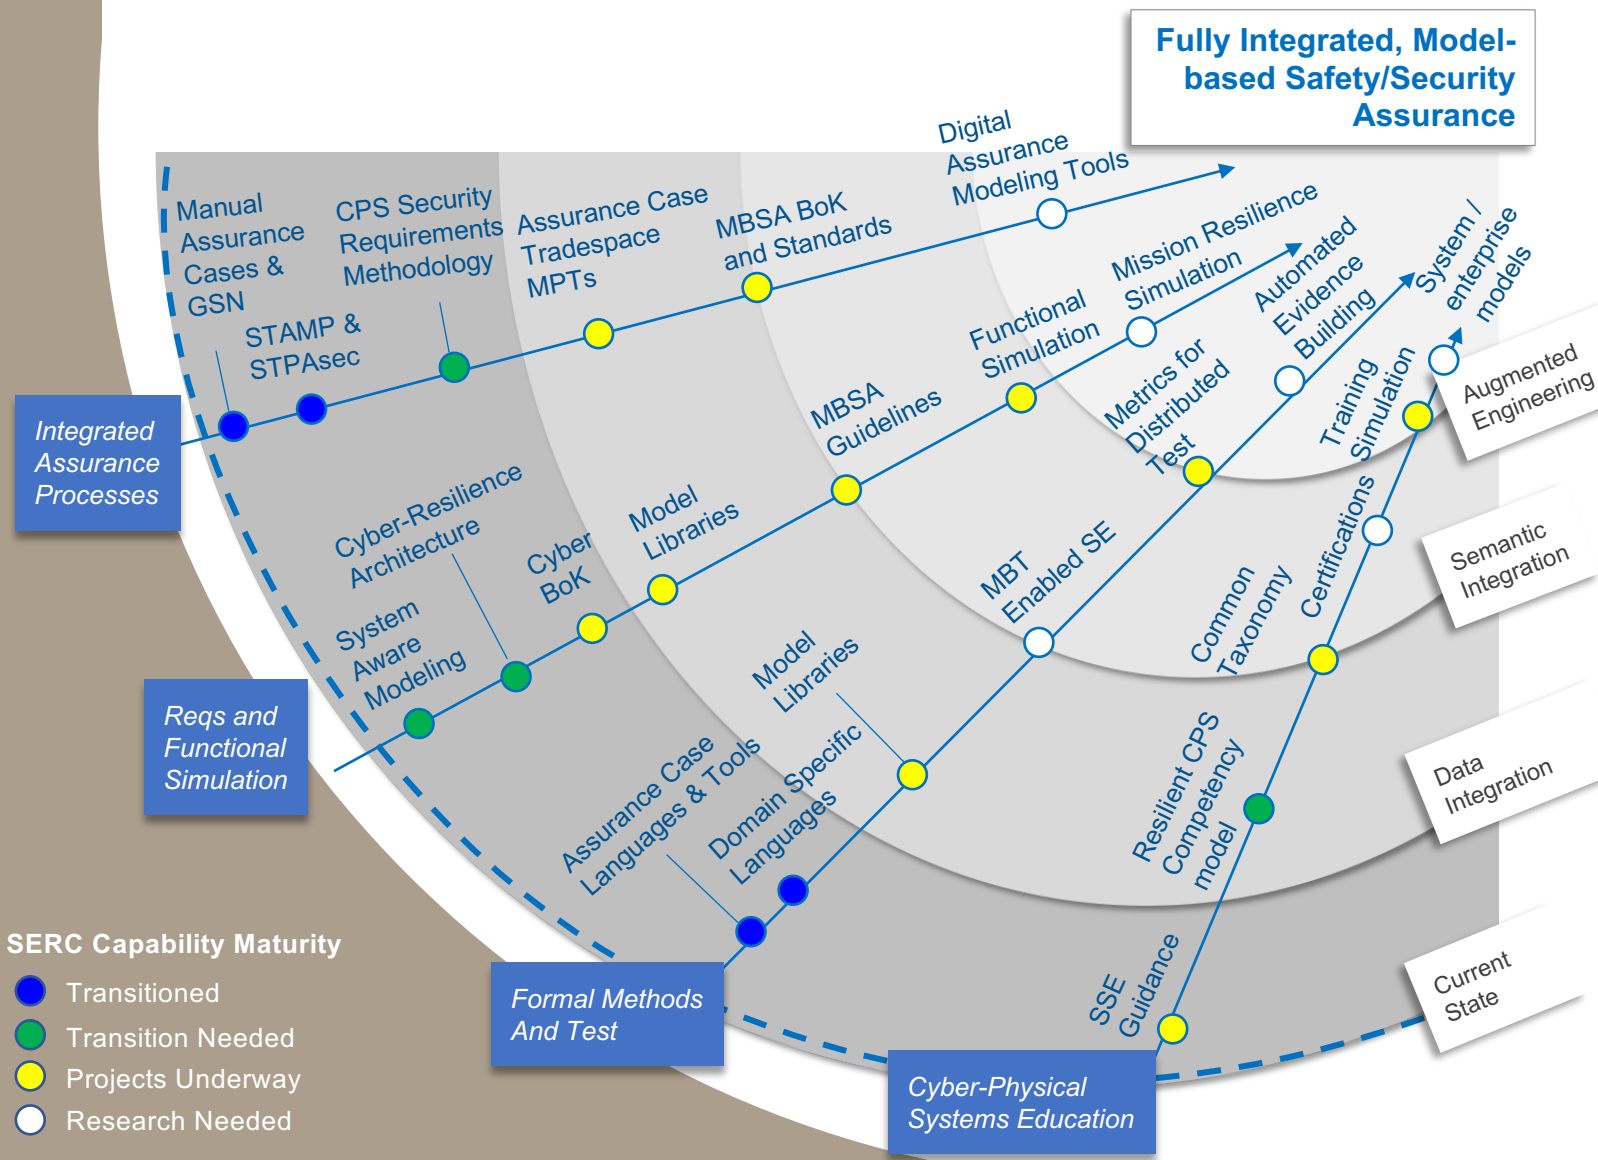 Fully Integrated, Model-
based Safety/Security
Assurance
Digital
Assurance
Modeling Tools
MBSA BoK
and Standards
Assurance Case
Tradespace
MPTs
CPS Security
Requirements
Methodology
Manual
Assurance
Cases &
GSN
STAMP &
STPAsec
Integrated
Assurance
Processes
Mission Resilience
Simulation
Functional
Simulation
MBSA
Guidelines
Model
Libraries
Cyber
BoK
Cyber-Resilience
Architecture
System
Aware
Modeling
Reqs and
Functional
Simulation
Automated
Evidence
Building
Metrics for
Distributed
Test
MBT
Enabled SE
Model
Libraries
Domain Specific
Languages
Assurance Case
Languages & Tools
Formal Methods
And Test
System /
enterprise
models
Training
Simulation
Certifications
Common
Taxonomy
Resilient CPS
Competency
model
SSE
Guidance
Cyber-Physical
Systems Education
Augmented
Engineering
Semantic
Integration
Data
Integration
Current
State
SERC Capability Maturity
Transitioned
Transition Needed
Projects Underway
Research Needed